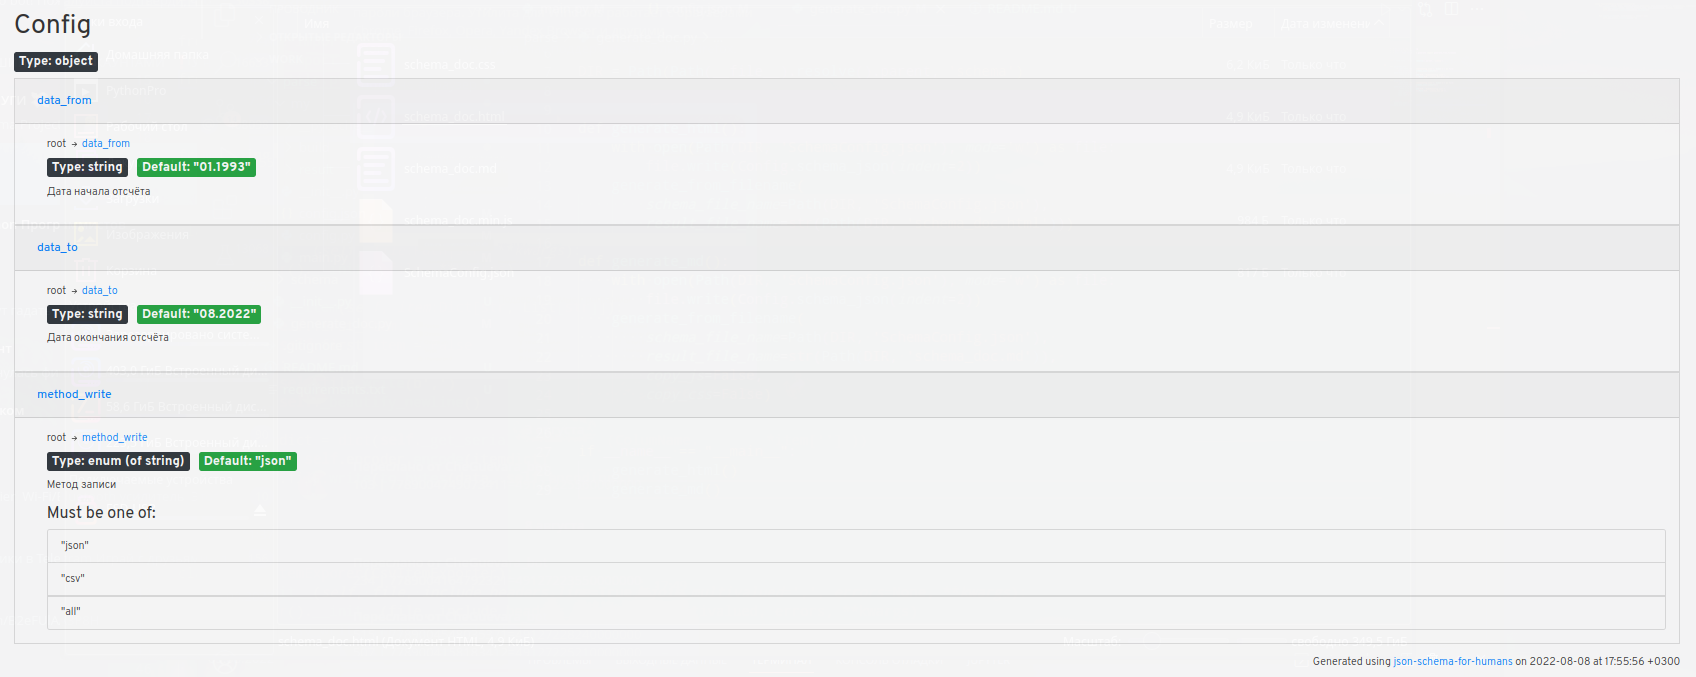 Config
Type: object
data_from
root → data_from
Type: string Default: "01.1993"
Дата начала отсчёта
data_to
root → data_to
Type: string Default: "08.2022"
Дата окончания отсчёта
method_write
root → method_write
Type: enum (of string) Default: "json"
Метод записи
Must be one of:
"json"
"csv"
"all"
Generated using json-schema-for-humans on 2022-08-08 at 17:55:56 +0300